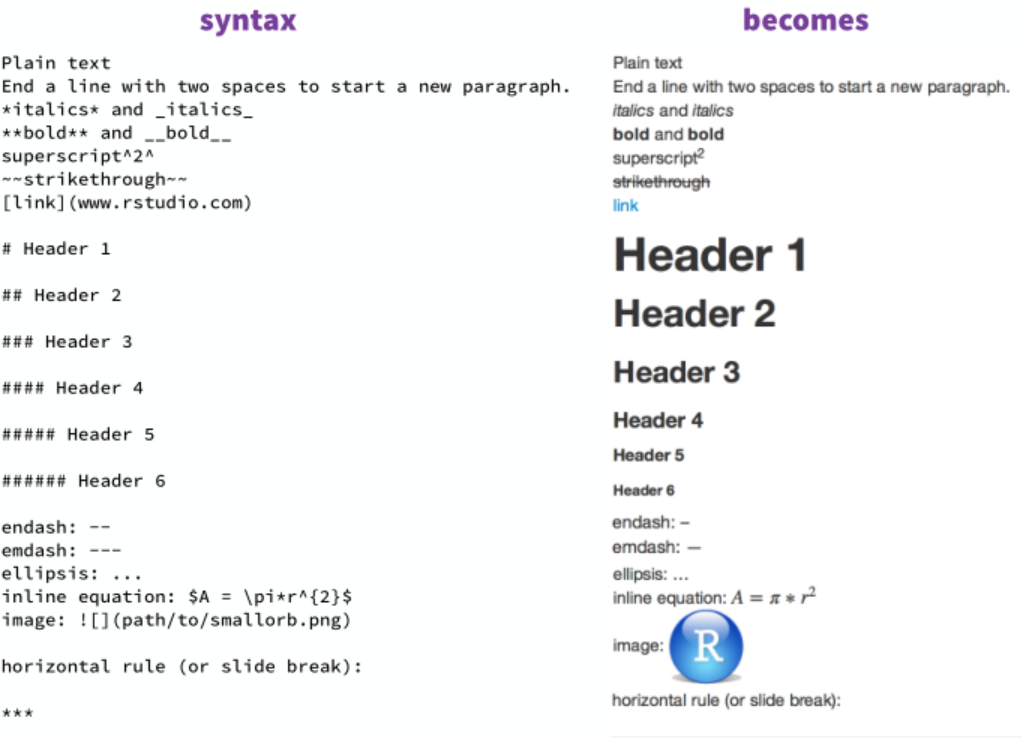 syntax
Plain text
End a line with two spaces to start a new paragraph.
*italics* and _italics_
**bold** and __bold__
superscript^2^
~~strikethrough~~
[link](www.rstudio.com)
# Header 1
## Header 2
### Header 3
#### Header 4
##### Header 5
###### Header 6
endash: --
emdash: ---
ellipsis: ...
inline equation: $A = \pi*r^{2}$
image: ![](path/to/smallorb.png)
horizontal rule (or slide break):
***
becomes
Plain text
End a line with two spaces to start a new paragraph.
italics and italics
bold and bold
superscript²
strikethrough
link
Header 1
Header 2
Header 3
Header 4
Header 5
Header 6
endash: –
emdash: —
ellipsis: …
inline equation: A = π * r²
image: R
horizontal rule (or slide break):